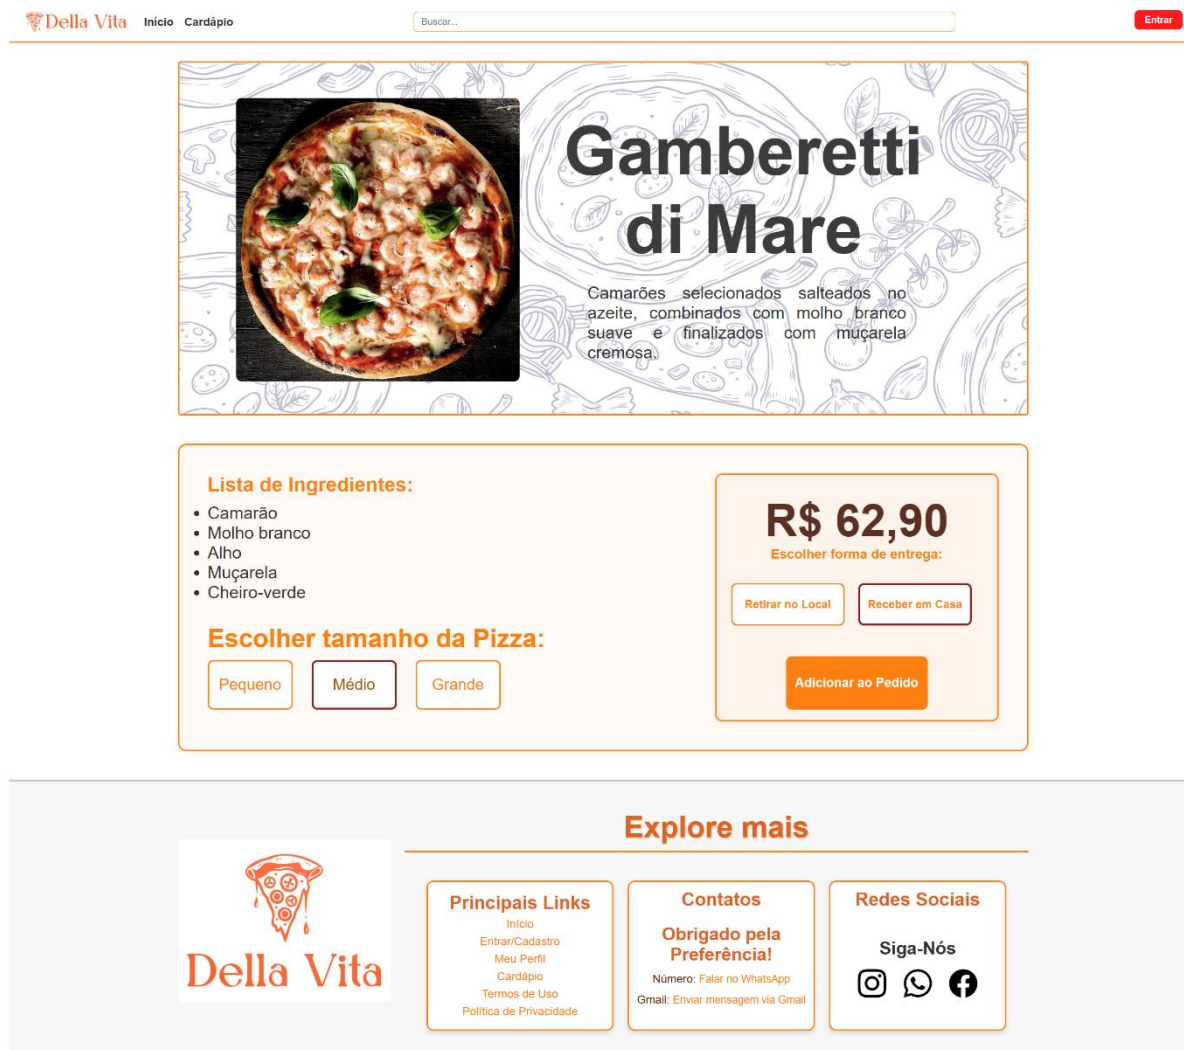 Della Vita
Início Cardápio
Buscar...
Entrar
Gamberetti
di Mare
Camarões selecionados salteados no
azeite, combinados com molho branco
suave e finalizados com muçarela
cremosa.
Lista de Ingredientes:
Camarão
Molho branco
Alho
Muçarela
Cheiro-verde
Escolher tamanho da Pizza:
Pequeno
Médio
Grande
R$ 62,90
Escolher forma de entrega:
Retirar no Local
Receber em Casa
Adicionar ao Pedido
Della Vita
Explore mais
Principais Links
Início
Entrar/Cadastro
Meu Perfil
Cardápio
Termos de Uso
Política de Privacidade
Contatos
Obrigado pela
Preferência!
Número: Falar no WhatsApp
Gmail: Enviar mensagem via Gmail
Redes Sociais
Siga-Nós